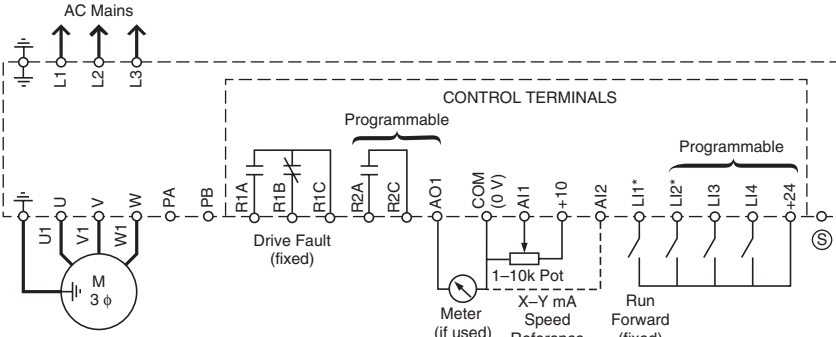 AC Mains
L1
L2
L3
CONTROL TERMINALS
Programmable
Programmable
U
V
W
PA
PB
R1A
R1B
R1C
R2A
R2C
AO1
COM
(0 V)
AI1
+10
AI2
LI1*
LI2*
LI3
LI4
+24
U1
V1
W1
Drive Fault
(fixed)
S
M
3 ϕ
1–10k Pot
Meter
(if used)
X–Y mA
Speed
Reference
Run
Forward
(fixed)